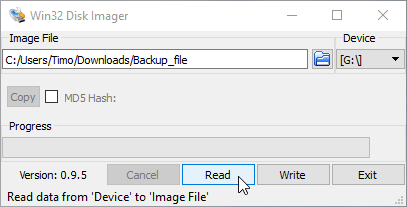 Win32 Disk Imager
Image File
Device
C:/Users/Timo/Downloads/Backup_file
[G:\]
Copy
MD5 Hash:
Progress
Version: 0.9.5
Cancel
Read
Write
Exit
Read data from 'Device' to 'Image File'